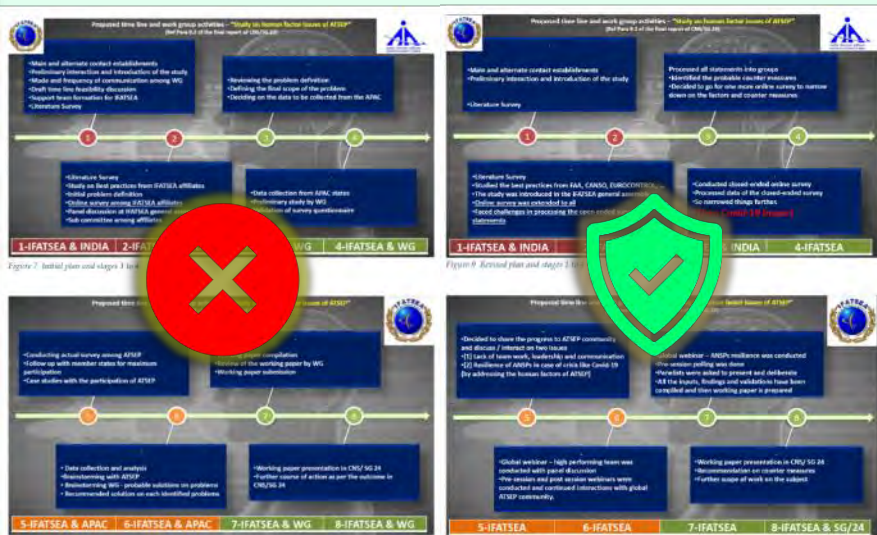 Proposed time line and work group activities – "Study on human factor issues of ATSEP"
(Ref Para 9.2 of the final report of CNS/SG 23)
•Main and alternate contact establishments
•Preliminary interaction and introduction of the study
•Mode and frequency of communication among WG
•Draft time line feasibility discussion
•Support team formation for IFATSEA
•Literature Survey
•Reviewing the problem definition
•Defining the final scope of the problem
•Deciding on the data to be collected from the APAC
1
2
3
4
•Literature Survey
•Study on Best practices from IFATSEA affiliates
•Initial problem definition
•Online survey among IFATSEA affiliates
•Panel discussion at IFATSEA general
•Sub committee among affiliates
•Data collection from APAC states
•Preliminary study by WG
of survey questionnaire
1-IFATSEA & INDIA
WG
4-IFATSEA & WG
Figure 7 Initial plan and stages 1 to
Proposed time line and work group activities – "Study on human factor issues of ATSEP"
•Main and alternate contact establishments
•Preliminary interaction and introduction of the study
•Literature Survey
Processed all statements into groups
•Identified the probable counter measures
•Decided to go for one more online survey to narrow
down on the factors and counter measures
1
2
3
4
•Literature Survey
•Studied the best practices from FAA, CANSO, EUROCONTROL,
•The study was introduced in the IFATSEA general
•Online survey was extended to all
•Faced challenges in processing the open ended
statements
•Conducted closed-ended online survey
•Processed data of the closed-ended survey
•So narrowed things further
Covid-19
1-IFATSEA & INDIA
INDIA
4-IFATSEA
Revised plan and stages 1 to
Proposed time line and
issues of ATSEP"
•Conducting actual survey among ATSEP
•Follow up with member states for maximum
participation
•Case studies with the participation of ATSEP
paper compilation
•Review of the working paper by WG
•Working paper submission
5
6
7
8
• Data collection and analysis
•Brainstorming with ATSEP
•Brainstorming WG - probable solutions on problems
•Recommended solution on each identified problems
•Working paper presentation in CNS/ SG 24
•Further course of action as per the outcome in
CNS/SG 24
5-IFATSEA & APAC
6-IFATSEA & APAC
7-IFATSEA & WG
8-IFATSEA & WG
Proposed time line and
factor issues of ATSEP"
•Decided to share the progress to ATSEP community
and discuss / interact on two issues
•(1) Lack of team work, leadership and communication
•(2) Resilience of ANSPs in case of crisis like Covid-19
(by addressing the human factors of ATSEP)
Global webinar – ANSPs resilience was conducted
•Pre-session polling was done
•Panelists were asked to present and deliberate
•All the inputs, findings and validations have been
compiled and then working paper is prepared
5
6
7
8
•Global webinar – high performing team was
conducted with panel discussion
•Pre-session and post session webinars were
conducted and continued interactions with global
ATSEP community.
•Working paper presentation in CNS/ SG 24
•Recommendation on counter measures
•Further scope of work on the subject
5-IFATSEA
6-IFATSEA
7-IFATSEA
8-IFATSEA & SG/24